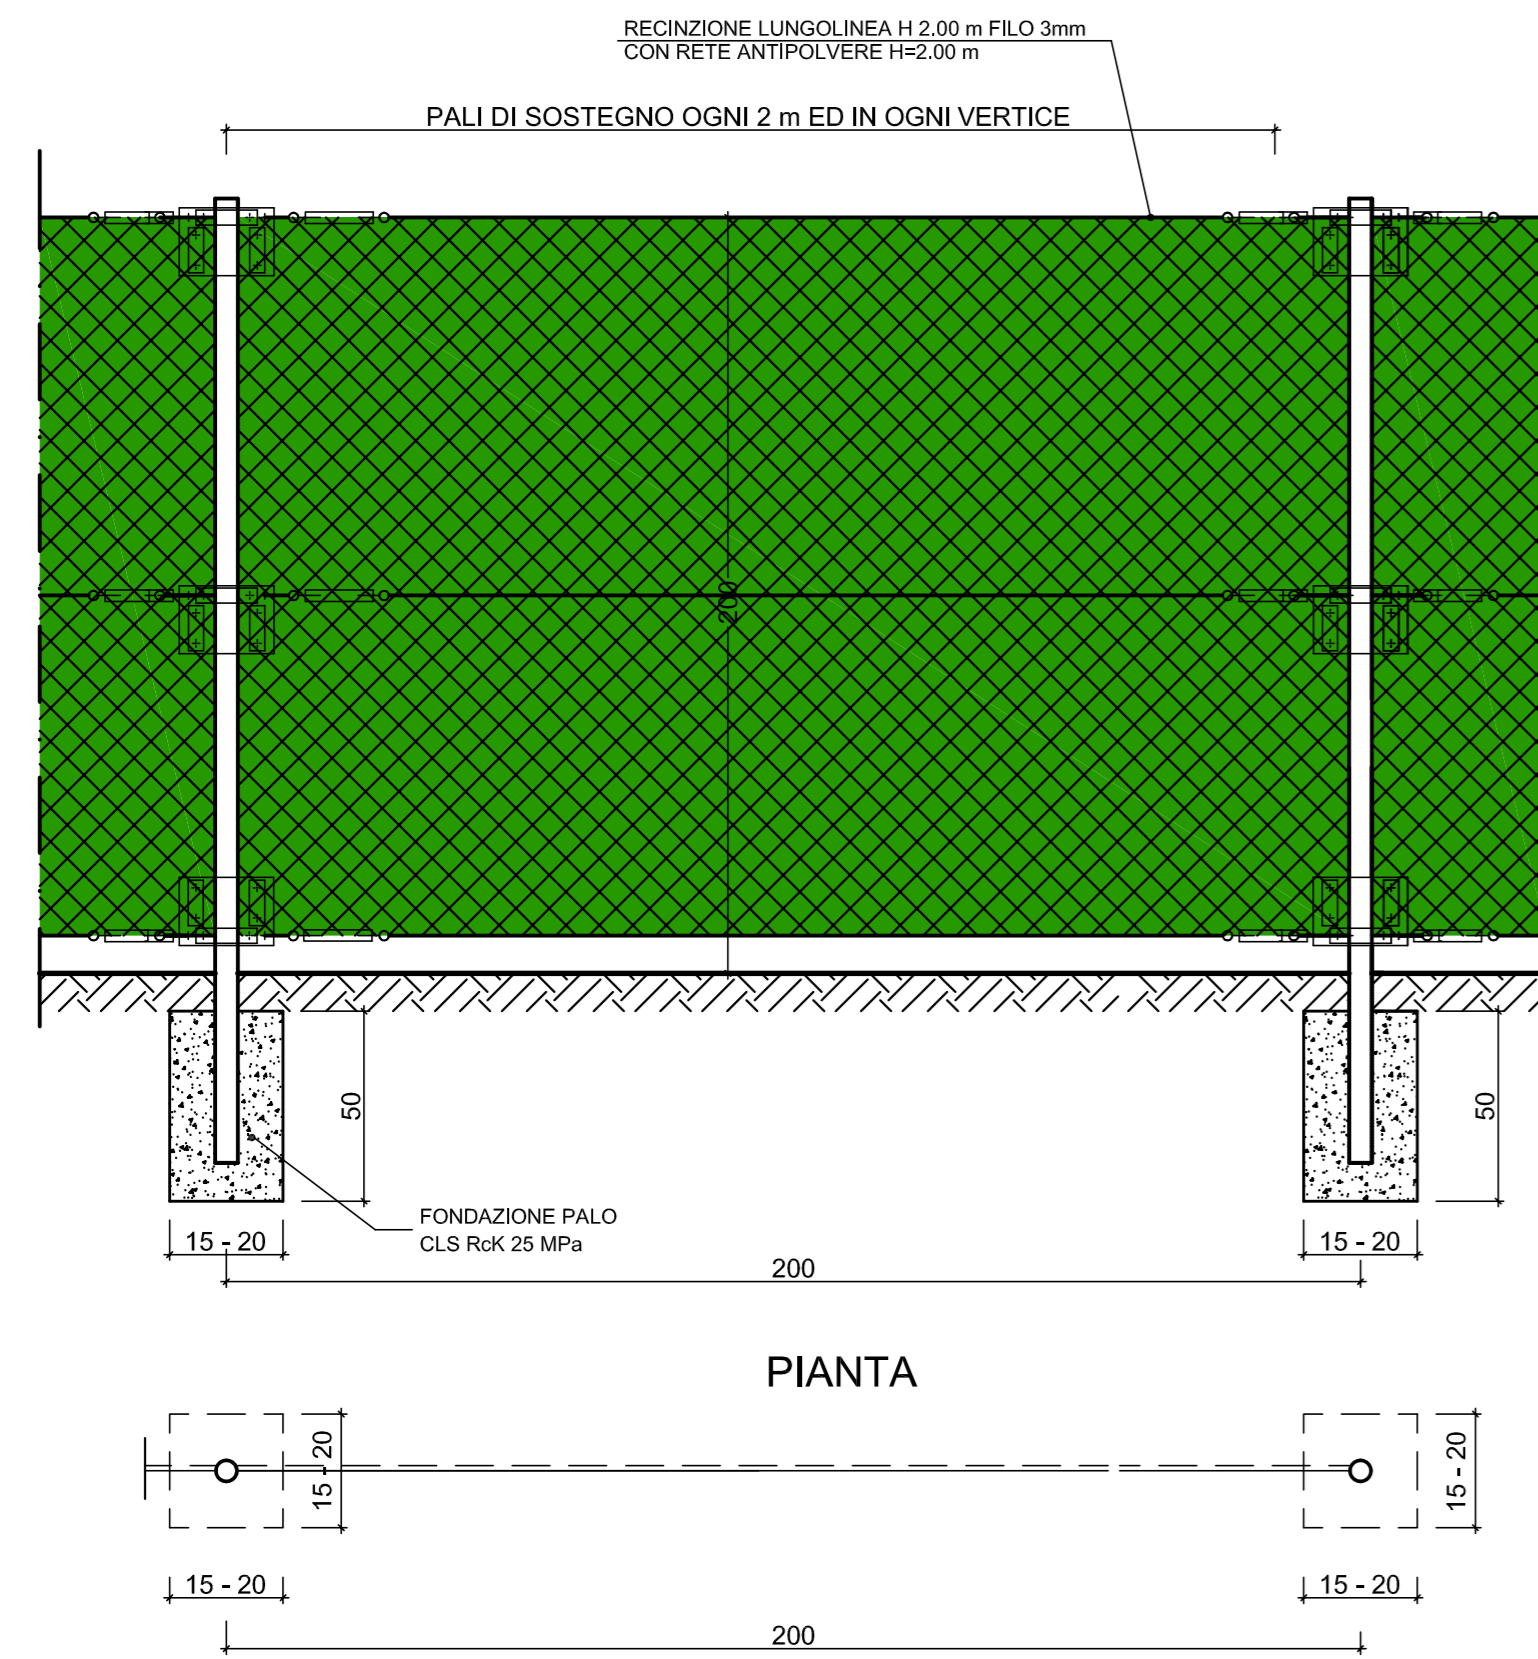 RECINZIONE LUNGOLINEA H 2.00 m FILO 3mm
CON RETE ANTIPOLVERE H=2.00 m
PALI DI SOSTEGNO OGNI 2 m ED IN OGNI VERTICE
200
50
50
FONDAZIONE PALO
CLS RcK 25 MPa
15 - 20
15 - 20
200
PIANTA
15 - 20
15 - 20
15 - 20
15 - 20
200